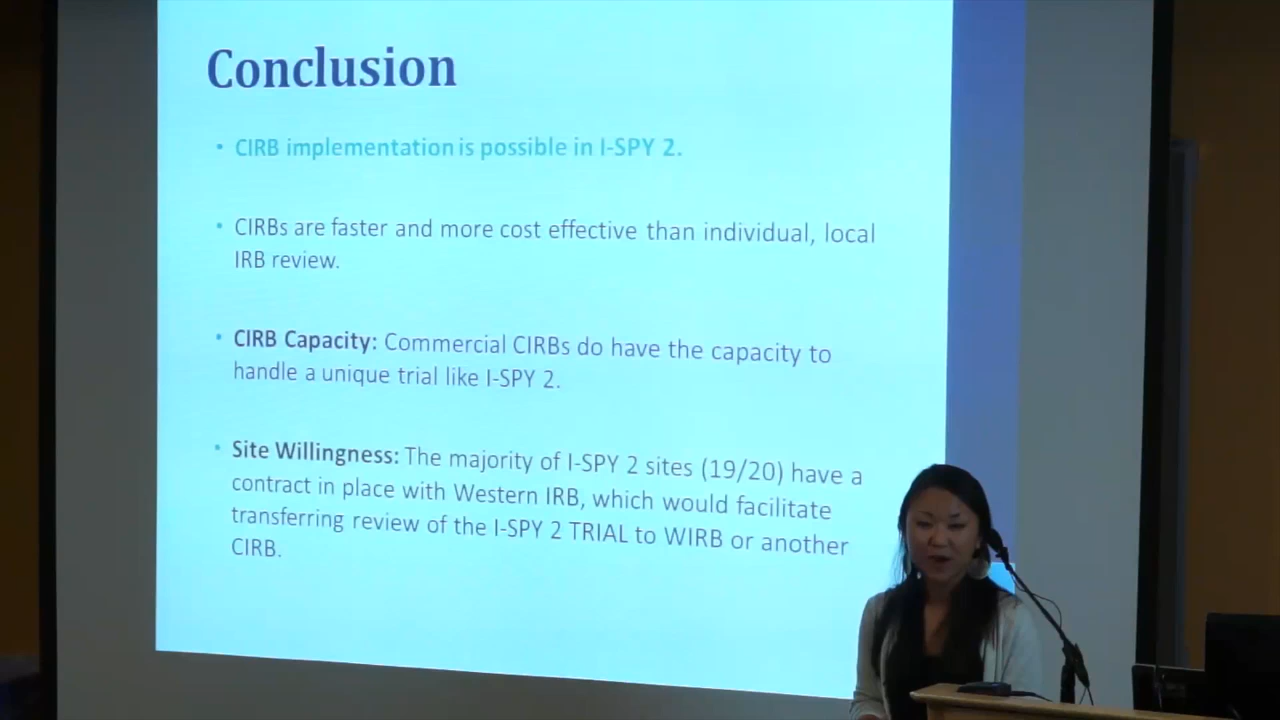 Conclusion
• CIRB implementation is possible in I-SPY 2.
• CIRBs are faster and more cost effective than individual, local
IRB review.
• CIRB Capacity: Commercial CIRBs do have the capacity to
handle a unique trial like I-SPY 2.
• Site Willingness: The majority of I-SPY 2 sites (19/20) have a
contract in place with Western IRB, which would facilitate
transferring review of the I-SPY 2 TRIAL to WIRB or another
CIRB.